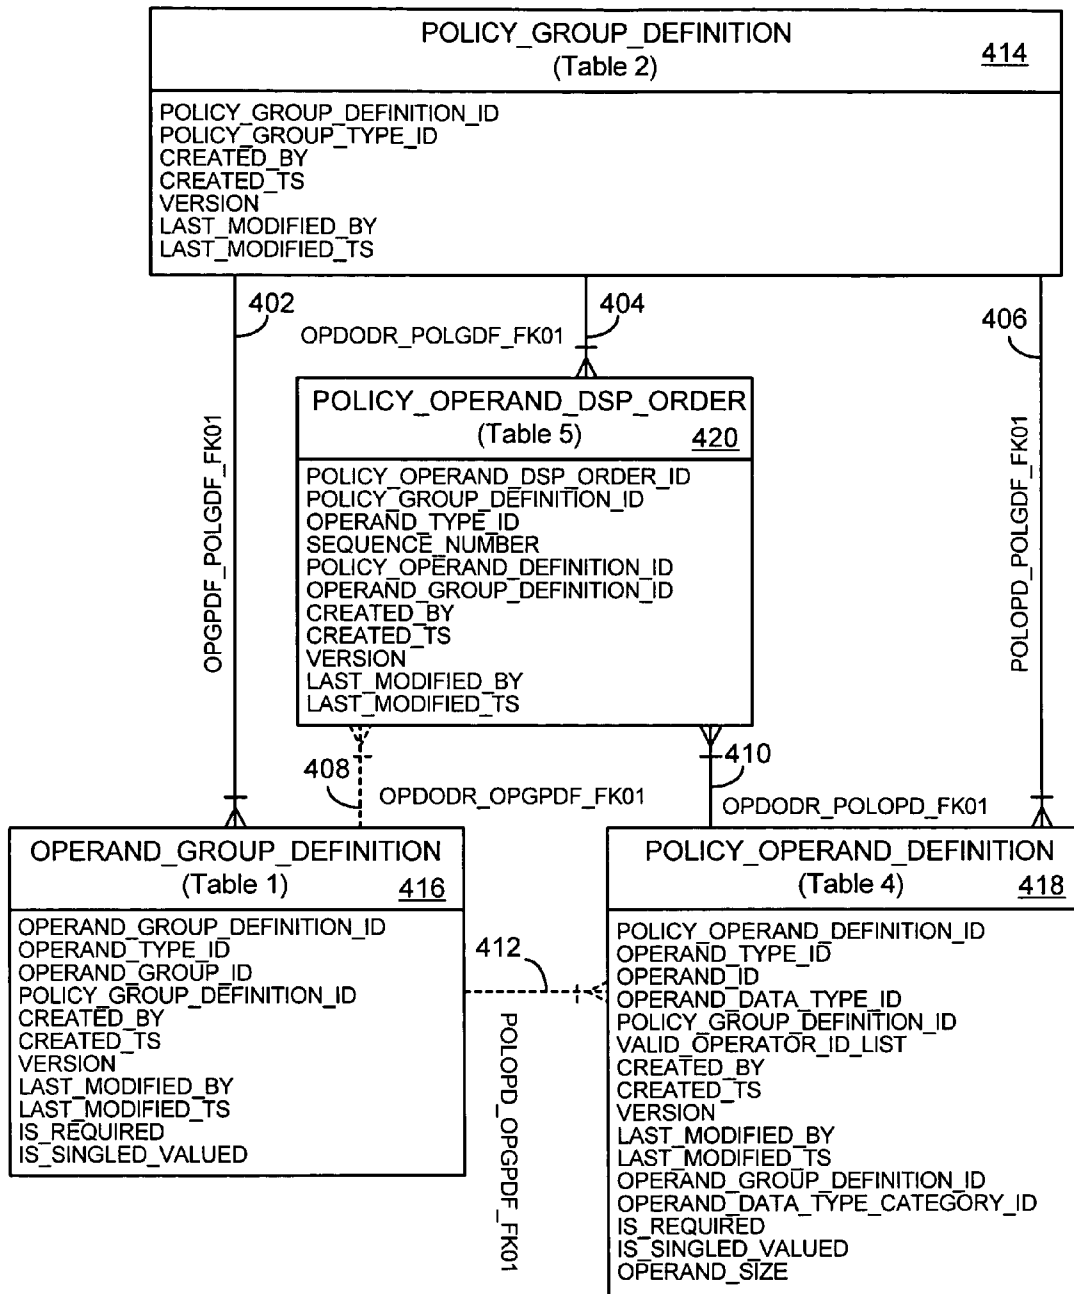 POLICY_GROUP_DEFINITION
(Table 2)
414
POLICY_GROUP_DEFINITION_ID
POLICY_GROUP_TYPE_ID
CREATED_BY
CREATED_TS
VERSION
LAST_MODIFIED_BY
LAST_MODIFIED_TS
402
404
406
OPDODR_POLGDF_FK01
OPGPDF_POLGDF_FK01
POLOPD_POLGDF_FK01
POLICY_OPERAND_DSP_ORDER
(Table 5)
420
POLICY_OPERAND_DSP_ORDER_ID
POLICY_GROUP_DEFINITION_ID
OPERAND_TYPE_ID
SEQUENCE_NUMBER
POLICY_OPERAND_DEFINITION_ID
OPERAND_GROUP_DEFINITION_ID
CREATED_BY
CREATED_TS
VERSION
LAST_MODIFIED_BY
LAST_MODIFIED_TS
408
410
OPDODR_OPGPDF_FK01
OPDODR_POLOPD_FK01
OPERAND_GROUP_DEFINITION
(Table 1)
416
OPERAND_GROUP_DEFINITION_ID
OPERAND_TYPE_ID
OPERAND_GROUP_ID
POLICY_GROUP_DEFINITION_ID
CREATED_BY
CREATED_TS
VERSION
LAST_MODIFIED_BY
LAST_MODIFIED_TS
IS_REQUIRED
IS_SINGLED_VALUED
412
POLOPD_OPGPDF_FK01
POLICY_OPERAND_DEFINITION
(Table 4)
418
POLICY_OPERAND_DEFINITION_ID
OPERAND_TYPE_ID
OPERAND_ID
OPERAND_DATA_TYPE_ID
POLICY_GROUP_DEFINITION_ID
VALID_OPERATOR_ID_LIST
CREATED_BY
CREATED_TS
VERSION
LAST_MODIFIED_BY
LAST_MODIFIED_TS
OPERAND_GROUP_DEFINITION_ID
OPERAND_DATA_TYPE_CATEGORY_ID
IS_REQUIRED
IS_SINGLED_VALUED
OPERAND_SIZE